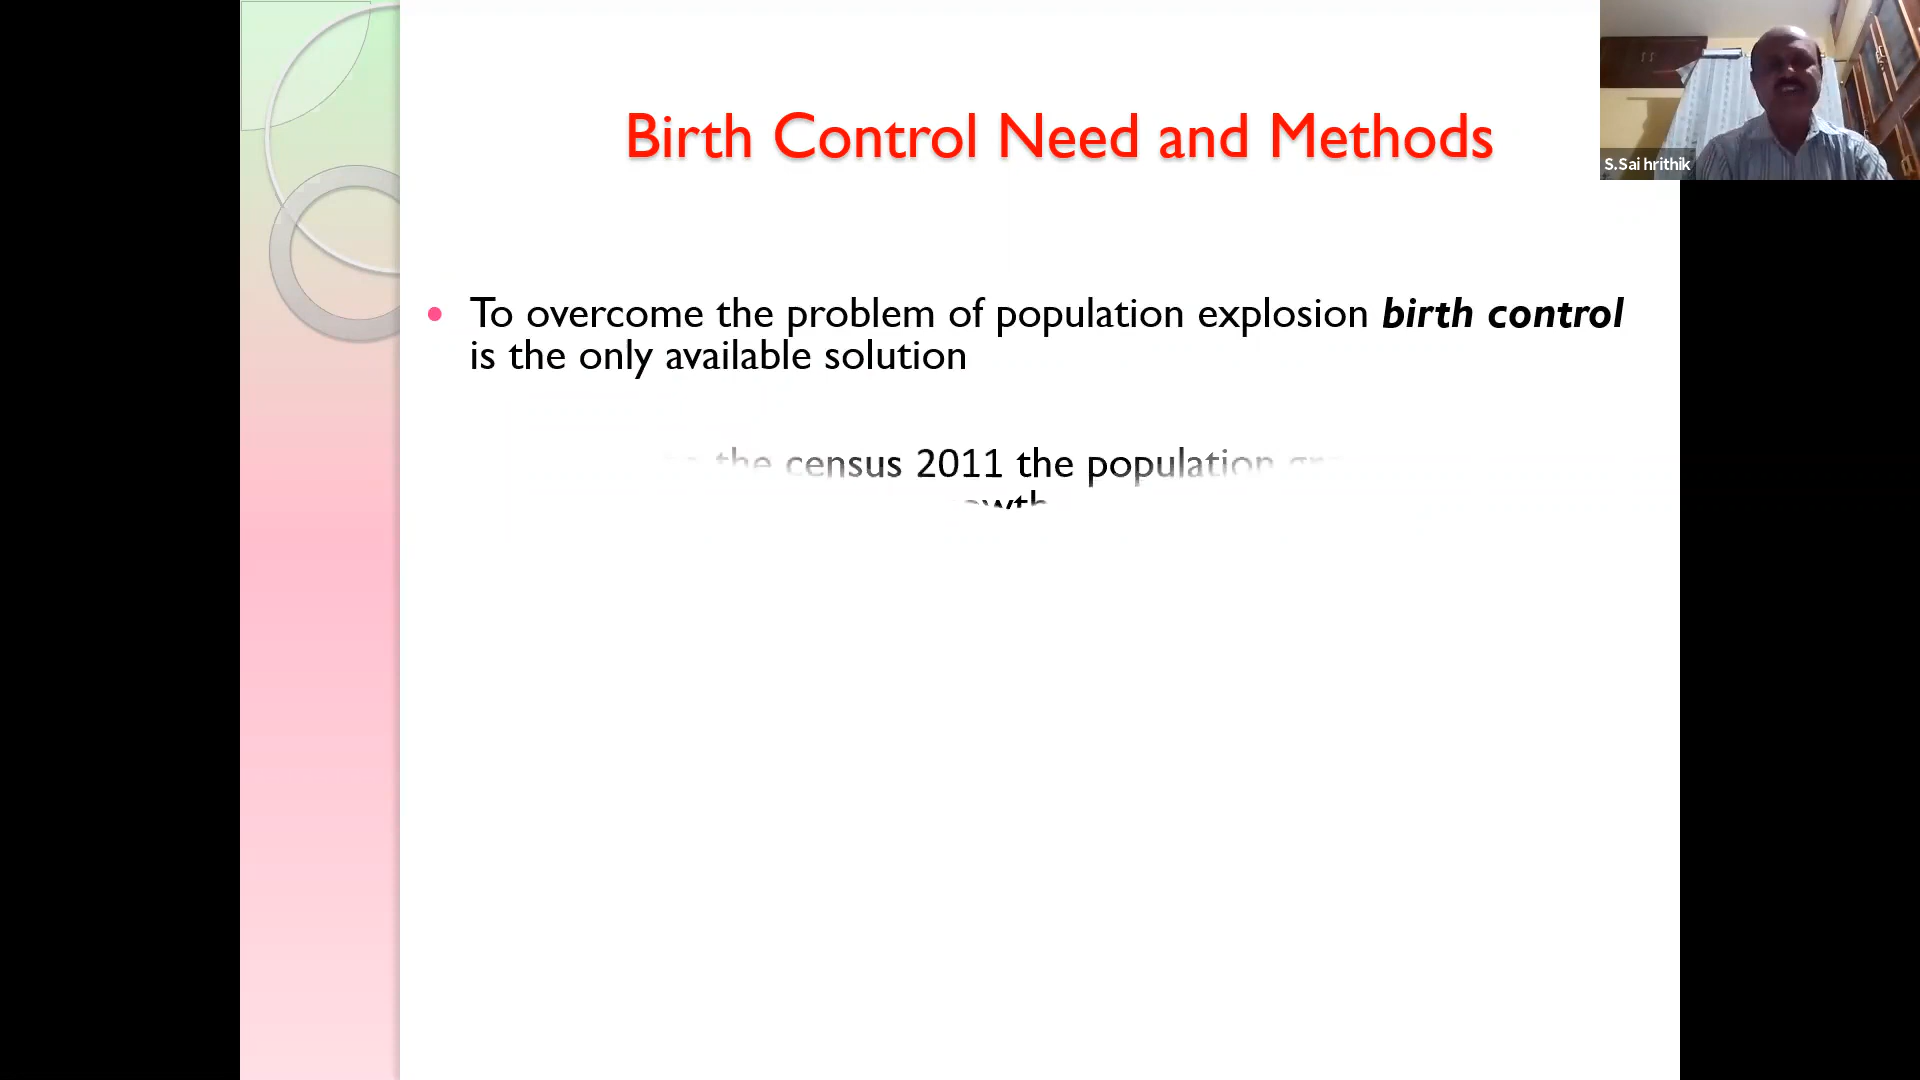 Birth Control Need and Methods
S.Sai hrithik
To overcome the problem of population explosion birth control
is the only available solution
the census 2011 the population